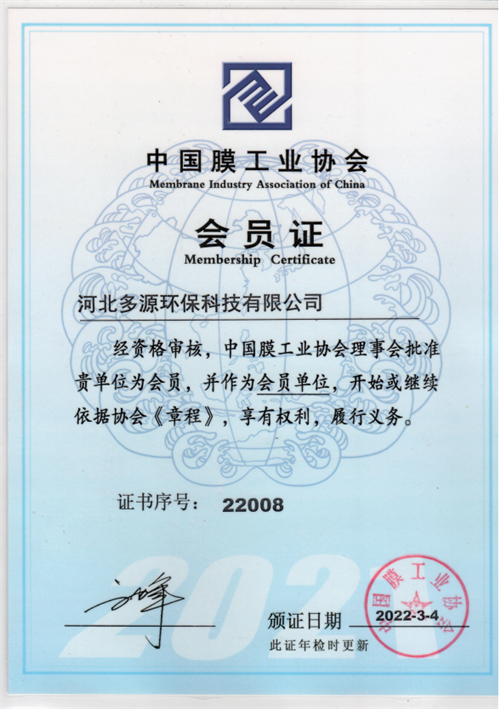 中国膜工业协会
Membrane Industry Association of China
会员证
Membership Certificate
河北多源环保科技有限公司
经资格审核，中国膜工业协会理事会批准
贵单位为会员，并作为会员单位，开始或继续
依据协会《章程》，享有权利，履行义务。
证书序号：22008
颁证日期 2022-3-4
此证年检时更新
中国膜工业协会